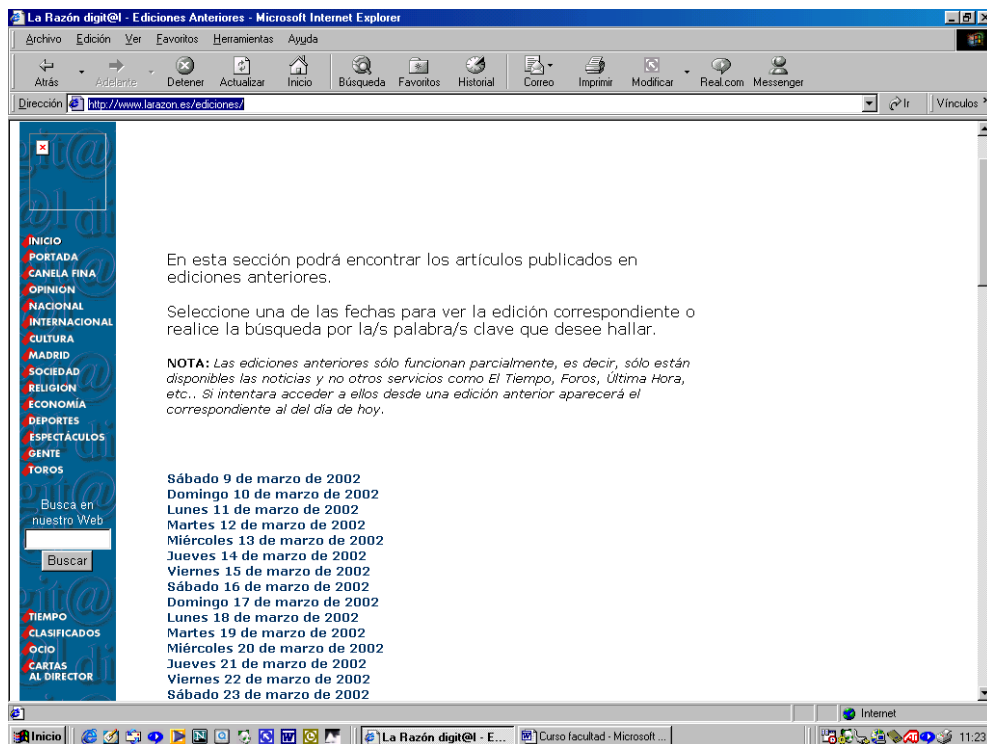 La Razón digit@l - Ediciones Anteriores - Microsoft Internet Explorer
Archivo Edición Ver Favoritos Herramientas Ayuda
Atrás Adelante Detener Actualizar Inicio Búsqueda Favoritos Historial Correo Imprimir Modificar Real.com Messenger
Dirección http://www.larazon.es/ediciones/ Ir Vínculos
INICIO
PORTADA
CANELA FINA
OPINIÓN
NACIONAL
INTERNACIONAL
CULTURA
MADRID
SOCIEDAD
RELIGIÓN
ECONOMÍA
DEPORTES
ESPECTÁCULOS
GENTE
TOROS
Busca en
nuestro Web
Buscar
TIEMPO
CLASIFICADOS
OCIO
CARTAS
AL DIRECTOR
En esta sección podrá encontrar los artículos publicados en
ediciones anteriores.
Seleccione una de las fechas para ver la edición correspondiente o
realice la búsqueda por la/s palabra/s clave que desee hallar.
NOTA: Las ediciones anteriores sólo funcionan parcialmente, es decir, sólo están
disponibles las noticias y no otros servicios como El Tiempo, Foros, Última Hora,
etc.. Si intentara acceder a ellos desde una edición anterior aparecerá el
correspondiente al del día de hoy.
Sábado 9 de marzo de 2002
Domingo 10 de marzo de 2002
Lunes 11 de marzo de 2002
Martes 12 de marzo de 2002
Miércoles 13 de marzo de 2002
Jueves 14 de marzo de 2002
Viernes 15 de marzo de 2002
Sábado 16 de marzo de 2002
Domingo 17 de marzo de 2002
Lunes 18 de marzo de 2002
Martes 19 de marzo de 2002
Miércoles 20 de marzo de 2002
Jueves 21 de marzo de 2002
Viernes 22 de marzo de 2002
Sábado 23 de marzo de 2002
Internet
Inicio La Razón digit@l - E... Curso facultad - Microsoft ... 11:23